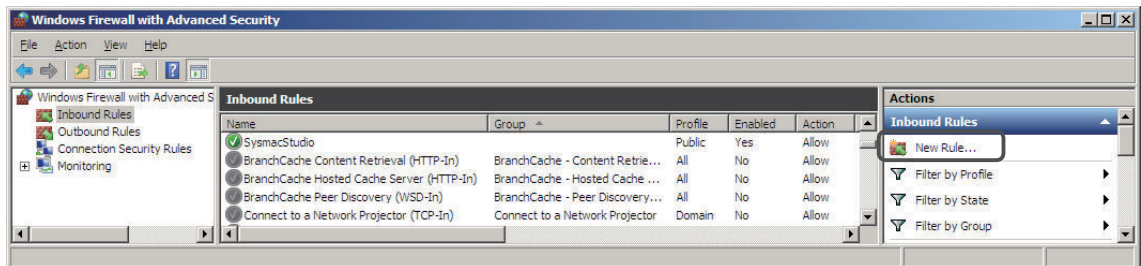 Windows Firewall with Advanced Security
File Action View Help
Windows Firewall with Advanced S
Inbound Rules
Outbound Rules
Connection Security Rules
Monitoring
Inbound Rules
Name Group Profile Enabled Action
SysmacStudio Public Yes Allow
BranchCache Content Retrieval (HTTP-In) BranchCache - Content Retrie... All No Allow
BranchCache Hosted Cache Server (HTTP-In) BranchCache - Hosted Cache ... All No Allow
BranchCache Peer Discovery (WSD-In) BranchCache - Peer Discovery... All No Allow
Connect to a Network Projector (TCP-In) Connect to a Network Projector Domain No Allow
Actions
Inbound Rules
New Rule...
Filter by Profile
Filter by State
Filter by Group